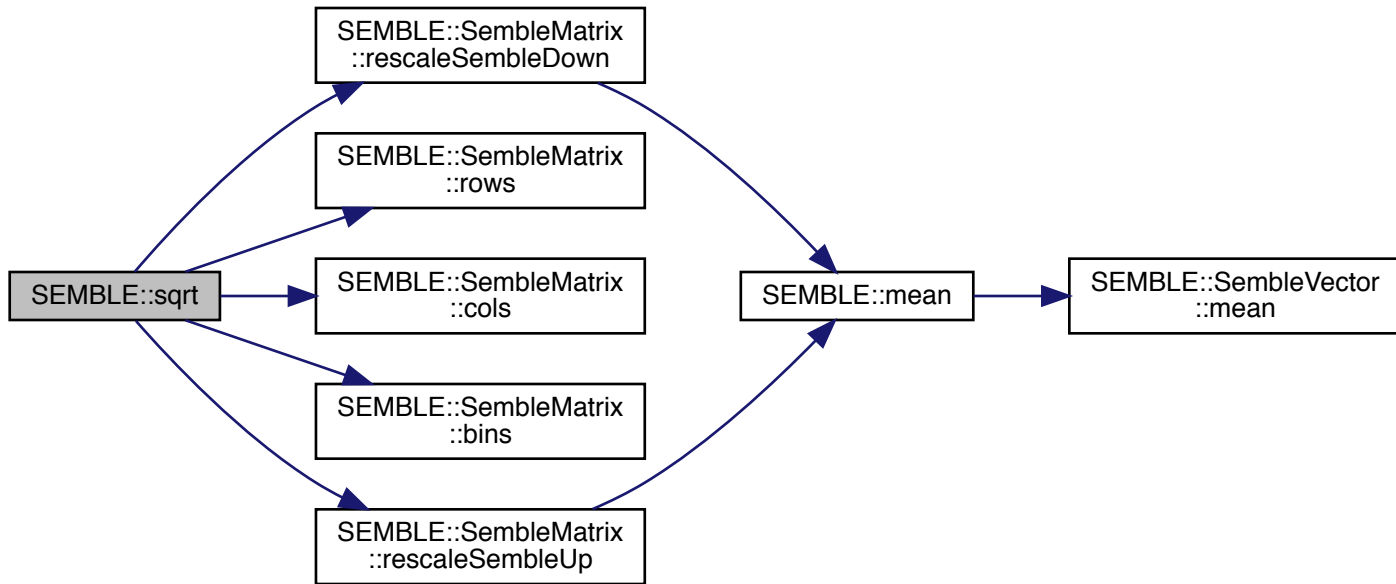 SEMBLE::SembleMatrix
::rescaleSembleDown
SEMBLE::SembleMatrix
::rows
SEMBLE::sqrt
SEMBLE::SembleMatrix
::cols
SEMBLE::mean
SEMBLE::SembleVector
::mean
SEMBLE::SembleMatrix
::bins
SEMBLE::SembleMatrix
::rescaleSembleUp